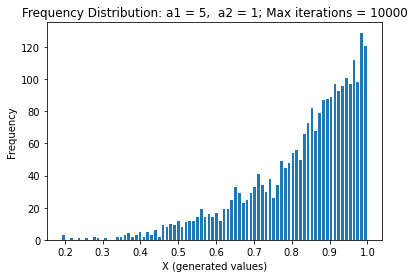 Frequency Distribution: a1 = 5,  a2 = 1; Max iterations = 10000
120
100
80
60
40
20
0
Frequency
0.2 0.3 0.4 0.5 0.6 0.7 0.8 0.9 1.0
X (generated values)